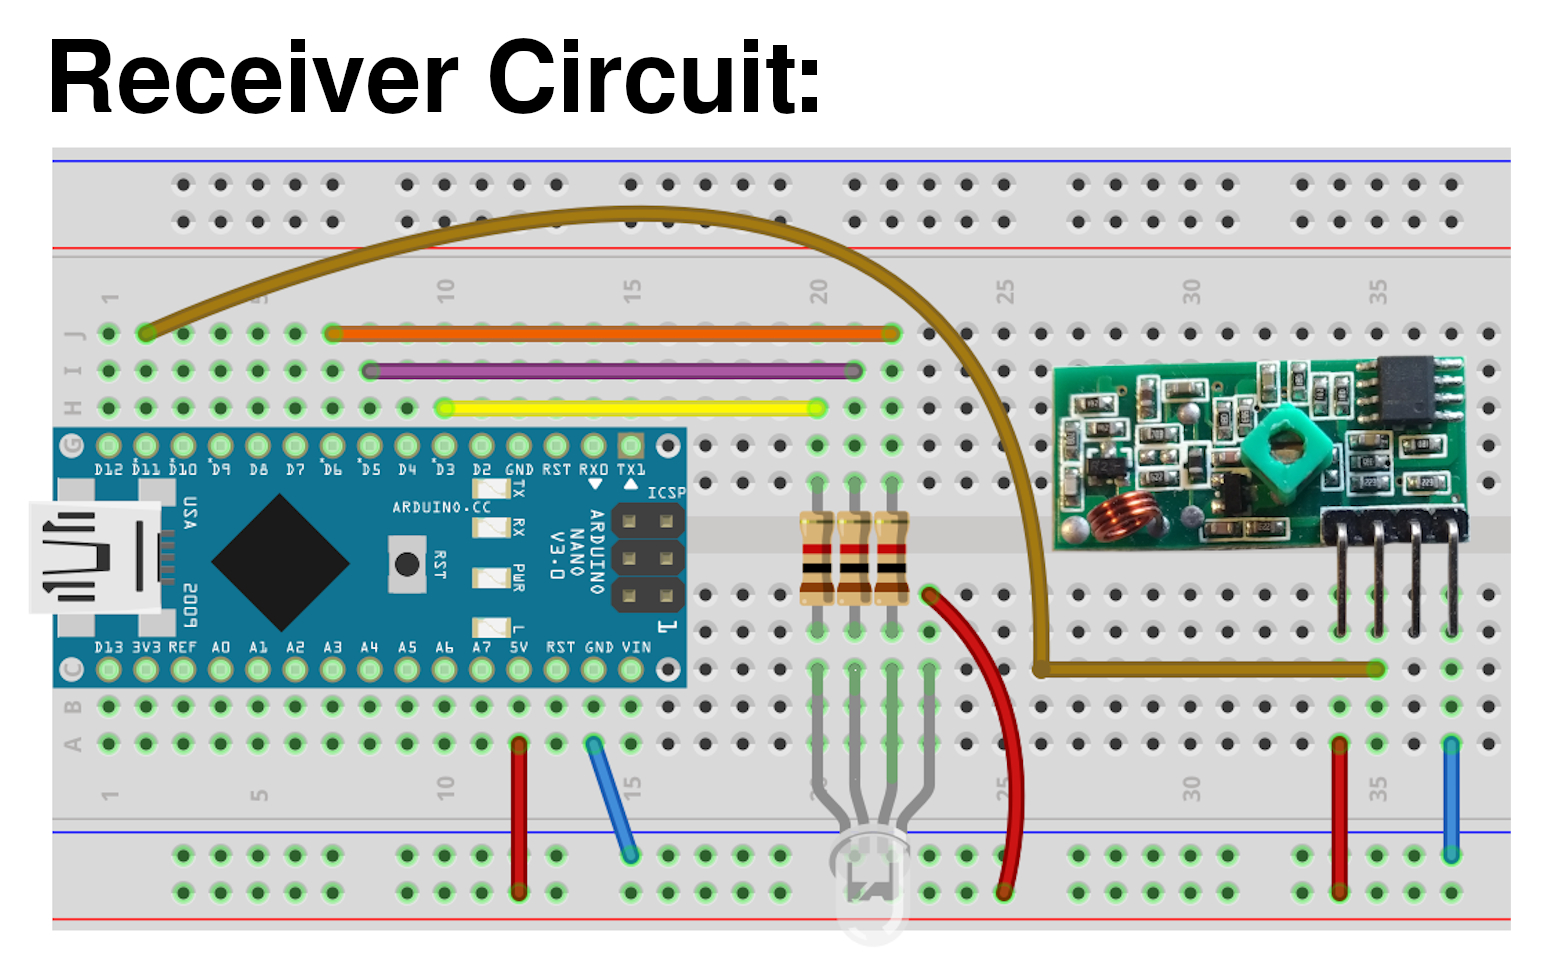 Receiver Circuit:
1 5 10 15 20 25 30 35
J
I
H
G
D12 D11 D10 D9 D8 D7 D6 D5 D4 D3 D2 GND RST RX0 TX1
TX
ICSP
ARDUINO.CC
RX
ARDUINO
NANO
V3.0
RST
PWR
USA
2009
L
1
D13 3V3 REF A0 A1 A2 A3 A4 A5 A6 A7 5V RST GND VIN
C
B
A
1 5 10 15 25 30 35